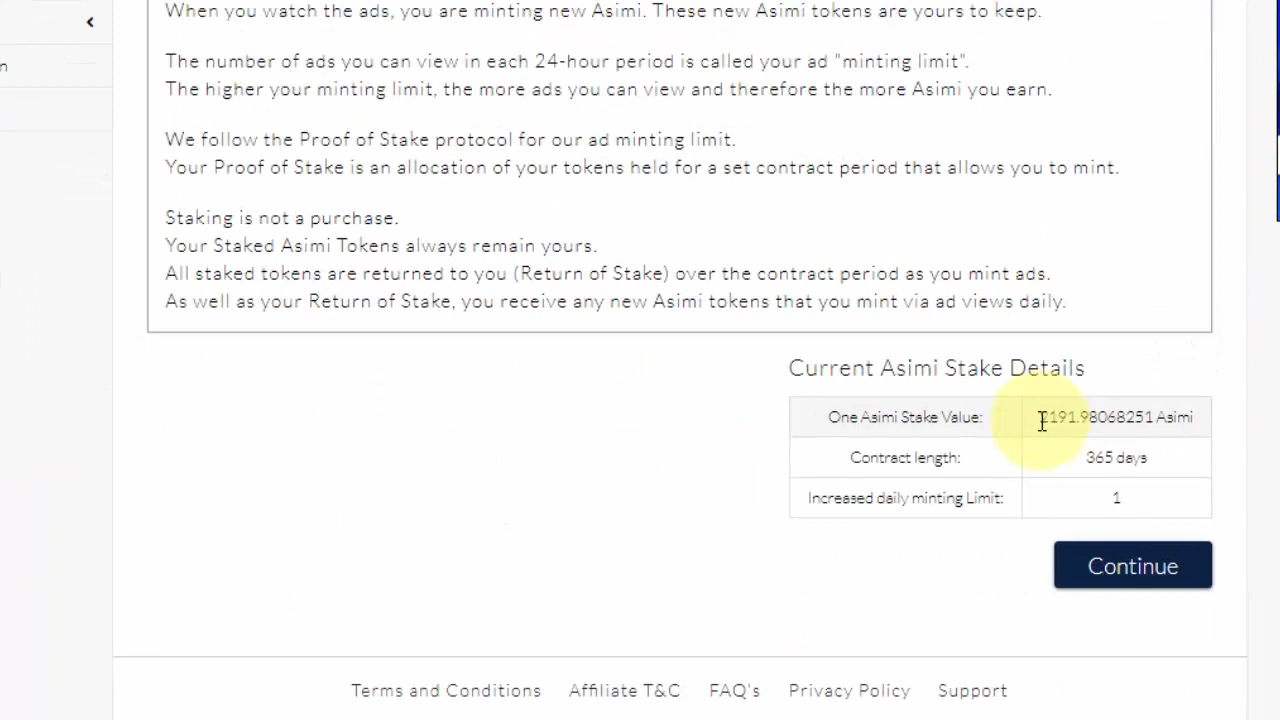 When you watch the ads, you are minting new Asimi. These new Asimi tokens are yours to keep.
n
The number of ads you can view in each 24-hour period is called your ad "minting limit".
The higher your minting limit, the more ads you can view and therefore the more Asimi you earn.
We follow the Proof of Stake protocol for our ad minting limit.
Your Proof of Stake is an allocation of your tokens held for a set contract period that allows you to mint.
Staking is not a purchase.
Your Staked Asimi Tokens always remain yours.
All staked tokens are returned to you (Return of Stake) over the contract period as you mint ads.
As well as your Return of Stake, you receive any new Asimi tokens that you mint via ad views daily.
Current Asimi Stake Details
One Asimi Stake Value: 2191.98068251 Asimi
Contract length: 365 days
Increased daily minting Limit: 1
Continue
Terms and Conditions Affiliate T&C FAQ's Privacy Policy Support